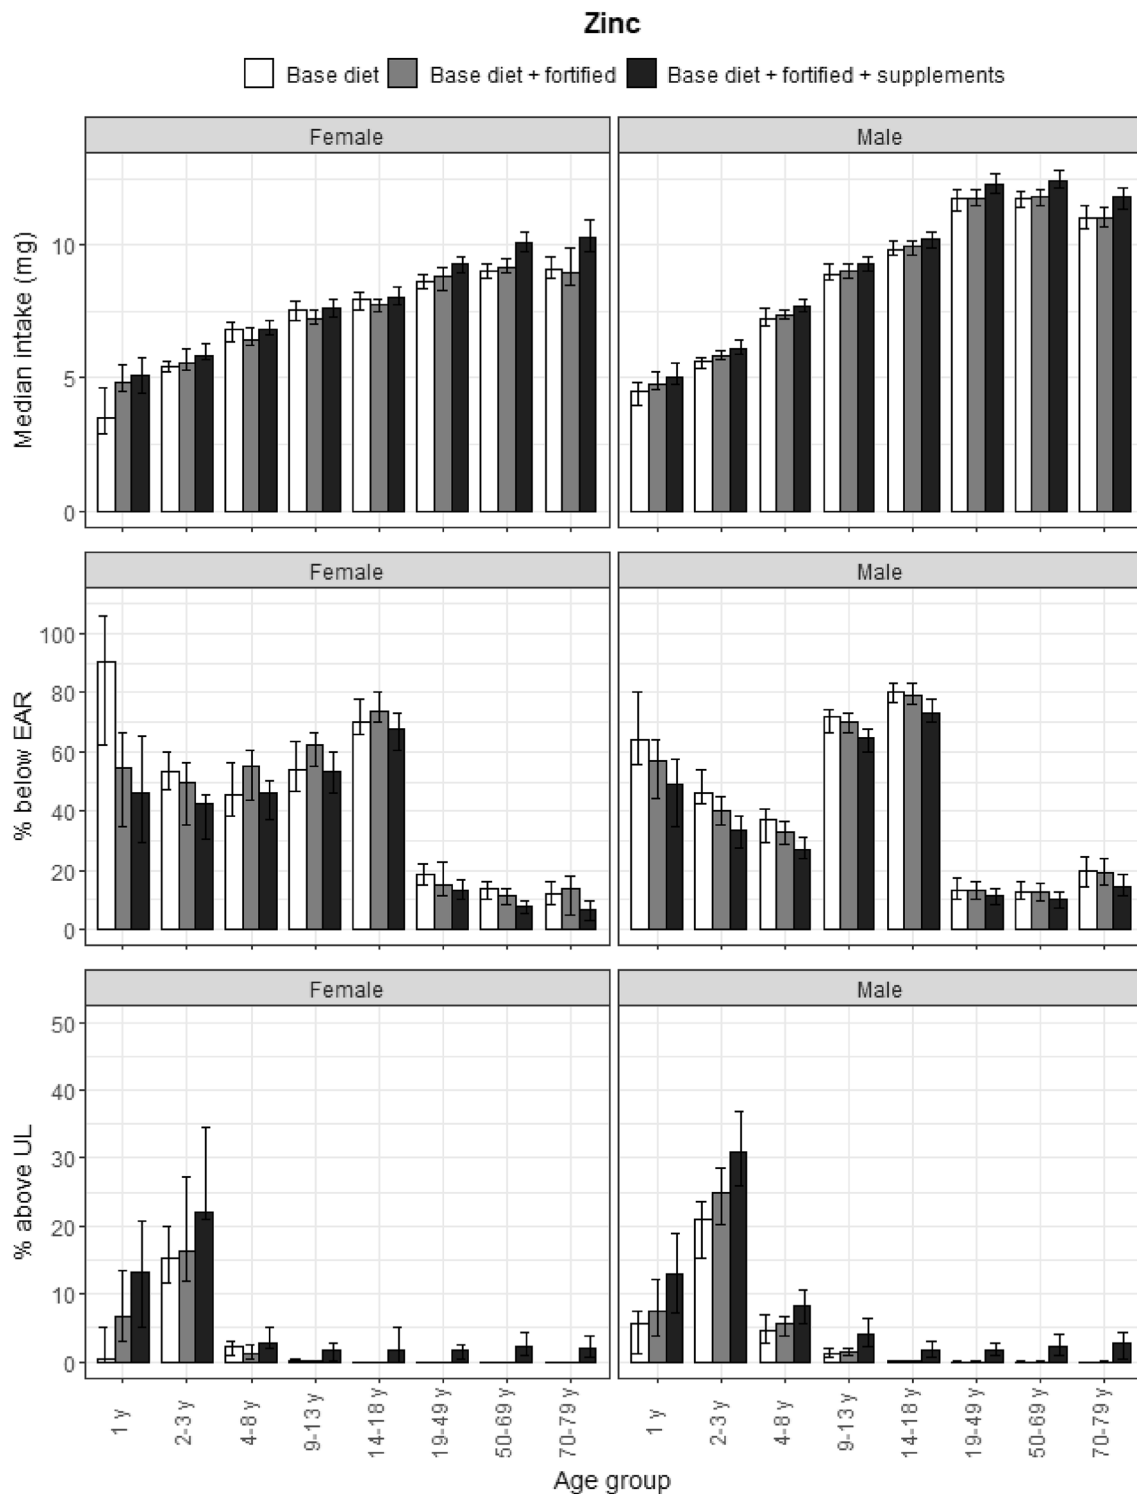 Zinc
Base diet Base diet + fortified Base diet + fortified + supplements
Female Male
Median intake (mg)
10
5
0
Female Male
% below EAR
100
80
60
40
20
0
Female Male
% above UL
50
40
30
20
10
0
1 y 2-3 y 4-8 y 9-13 y 14-18 y 19-49 y 50-69 y 70-79 y 1 y 2-3 y 4-8 y 9-13 y 14-18 y 19-49 y 50-69 y 70-79 y
Age group